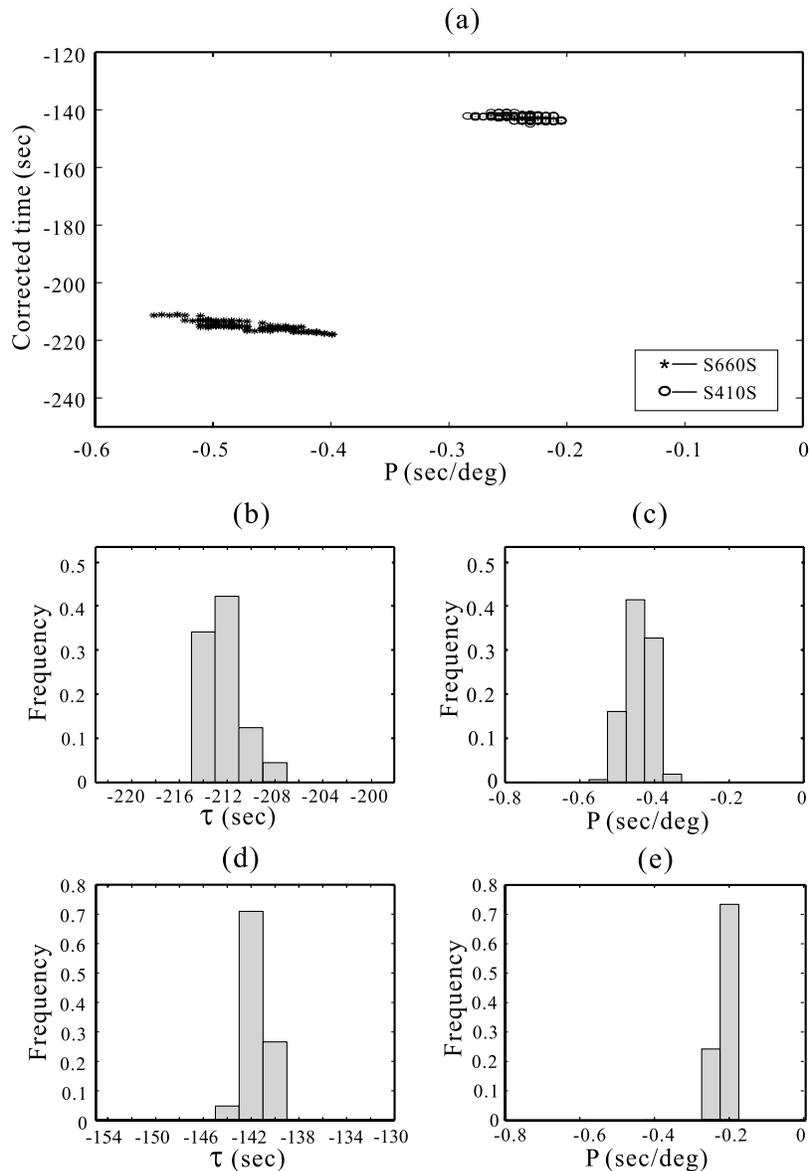 (a)
Corrected time (sec)
-120
-140
-160
-180
-200
-220
-240
-0.6 -0.5 -0.4 -0.3 -0.2 -0.1 0
P (sec/deg)
S660S
S410S
(b)
Frequency
0.5
0.4
0.3
0.2
0.1
0
-220 -216 -212 -208 -204 -200
τ (sec)
(c)
Frequency
0.5
0.4
0.3
0.2
0.1
0
-0.8 -0.6 -0.4 -0.2 0
P (sec/deg)
(d)
Frequency
0.8
0.7
0.6
0.5
0.4
0.3
0.2
0.1
0
-154 -150 -146 -142 -138 -134 -130
τ (sec)
(e)
Frequency
0.8
0.7
0.6
0.5
0.4
0.3
0.2
0.1
0
-0.8 -0.6 -0.4 -0.2 0
P (sec/deg)